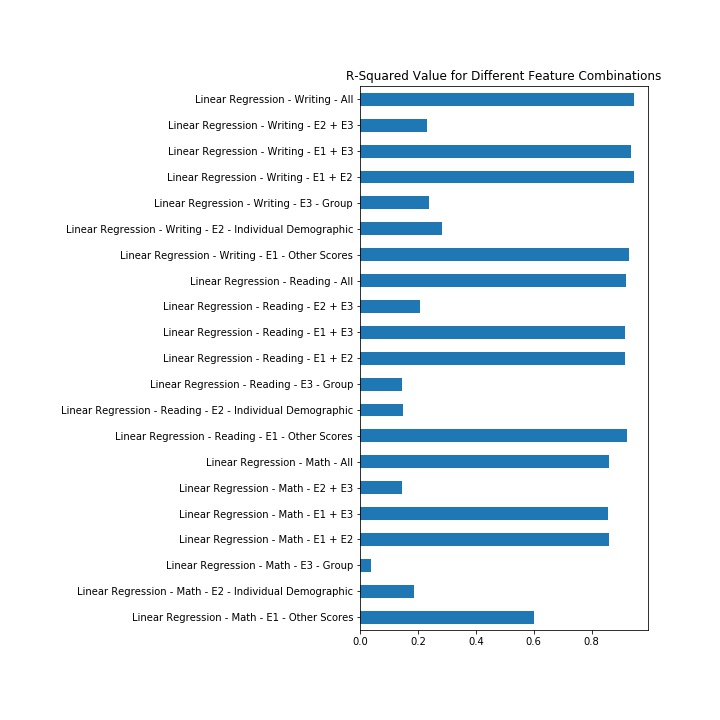 R-Squared Value for Different Feature Combinations
Linear Regression - Writing - All
Linear Regression - Writing - E2 + E3
Linear Regression - Writing - E1 + E3
Linear Regression - Writing - E1 + E2
Linear Regression - Writing - E3 - Group
Linear Regression - Writing - E2 - Individual Demographic
Linear Regression - Writing - E1 - Other Scores
Linear Regression - Reading - All
Linear Regression - Reading - E2 + E3
Linear Regression - Reading - E1 + E3
Linear Regression - Reading - E1 + E2
Linear Regression - Reading - E3 - Group
Linear Regression - Reading - E2 - Individual Demographic
Linear Regression - Reading - E1 - Other Scores
Linear Regression - Math - All
Linear Regression - Math - E2 + E3
Linear Regression - Math - E1 + E3
Linear Regression - Math - E1 + E2
Linear Regression - Math - E3 - Group
Linear Regression - Math - E2 - Individual Demographic
Linear Regression - Math - E1 - Other Scores
0.0 0.2 0.4 0.6 0.8